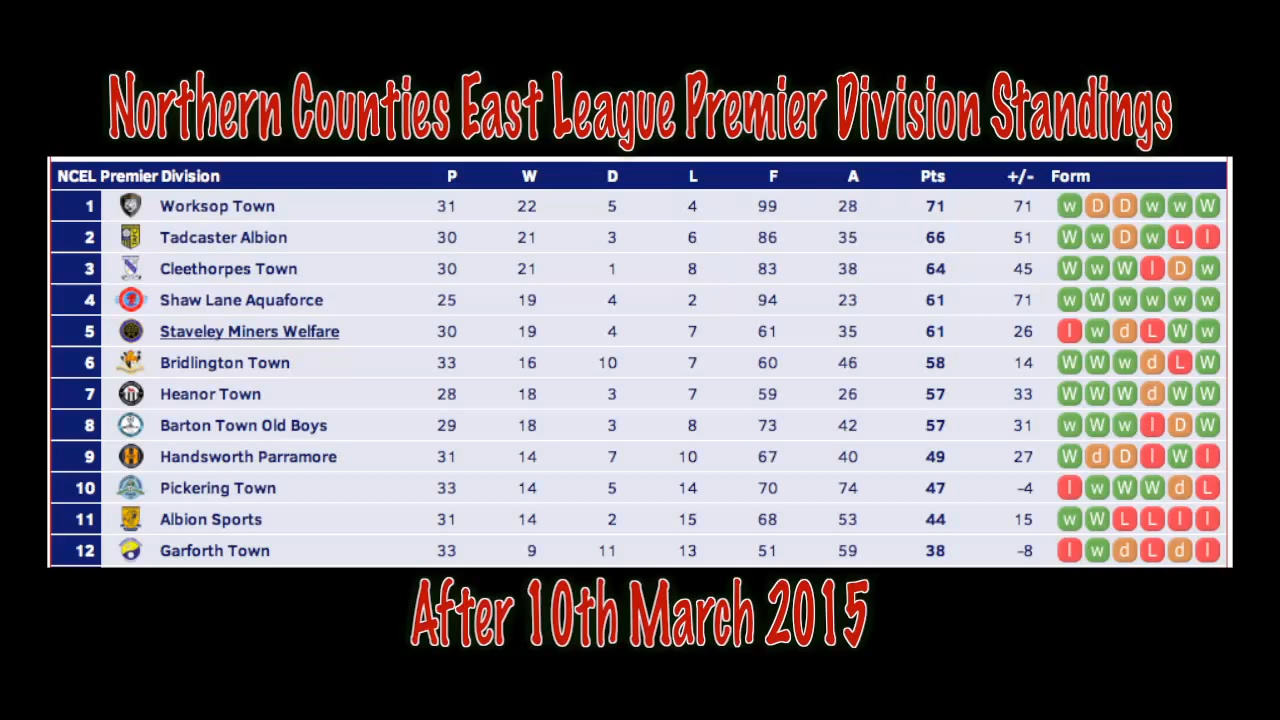 Northern Counties East League Premier Division Standings
NCEL Premier Division P W D L F A Pts +/- Form
1 Worksop Town 31 22 5 4 99 28 71 71 w D D w w W
2 Tadcaster Albion 30 21 3 6 86 35 66 51 W w D w L l
3 Cleethorpes Town 30 21 1 8 83 38 64 45 W w W l D w
4 Shaw Lane Aquaforce 25 19 4 2 94 23 61 71 w W w w w w
5 Staveley Miners Welfare 30 19 4 7 61 35 61 26 l w d L W w
6 Bridlington Town 33 16 10 7 60 46 58 14 W W w d L W
7 Heanor Town 28 18 3 7 59 26 57 33 W W W d W W
8 Barton Town Old Boys 29 18 3 8 73 42 57 31 w W w l D W
9 Handsworth Parramore 31 14 7 10 67 40 49 27 W d D l W l
10 Pickering Town 33 14 5 14 70 74 47 -4 l w W W d L
11 Albion Sports 31 14 2 15 68 53 44 15 w W L L l l
12 Garforth Town 33 9 11 13 51 59 38 -8 l w d L d l
After 10th March 2015